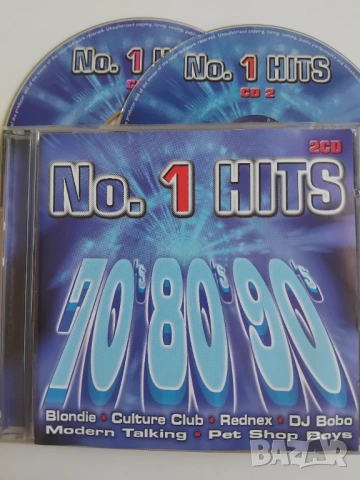 No. 1 H
C
No. 1 HITS
CD 2
2CD
No. 1 HITS
70's 80's 90's
Blondie • Culture Club • Rednex • DJ Bobo
Modern Talking • Pet Shop Boys
BAZAR